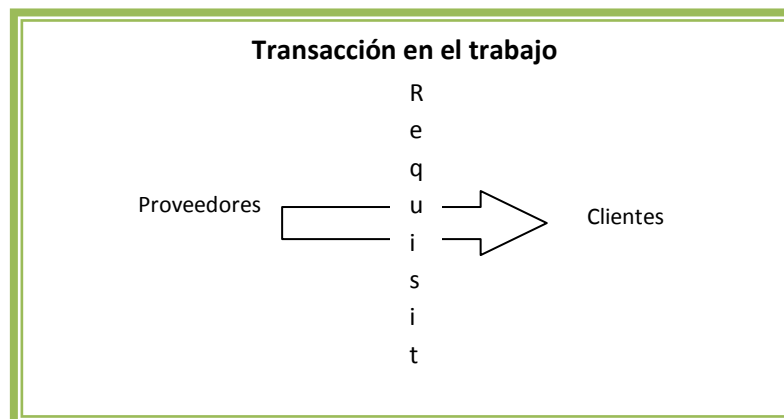 Transacción en el trabajo
Proveedores
R
e
q
u
i
s
i
t
Clientes